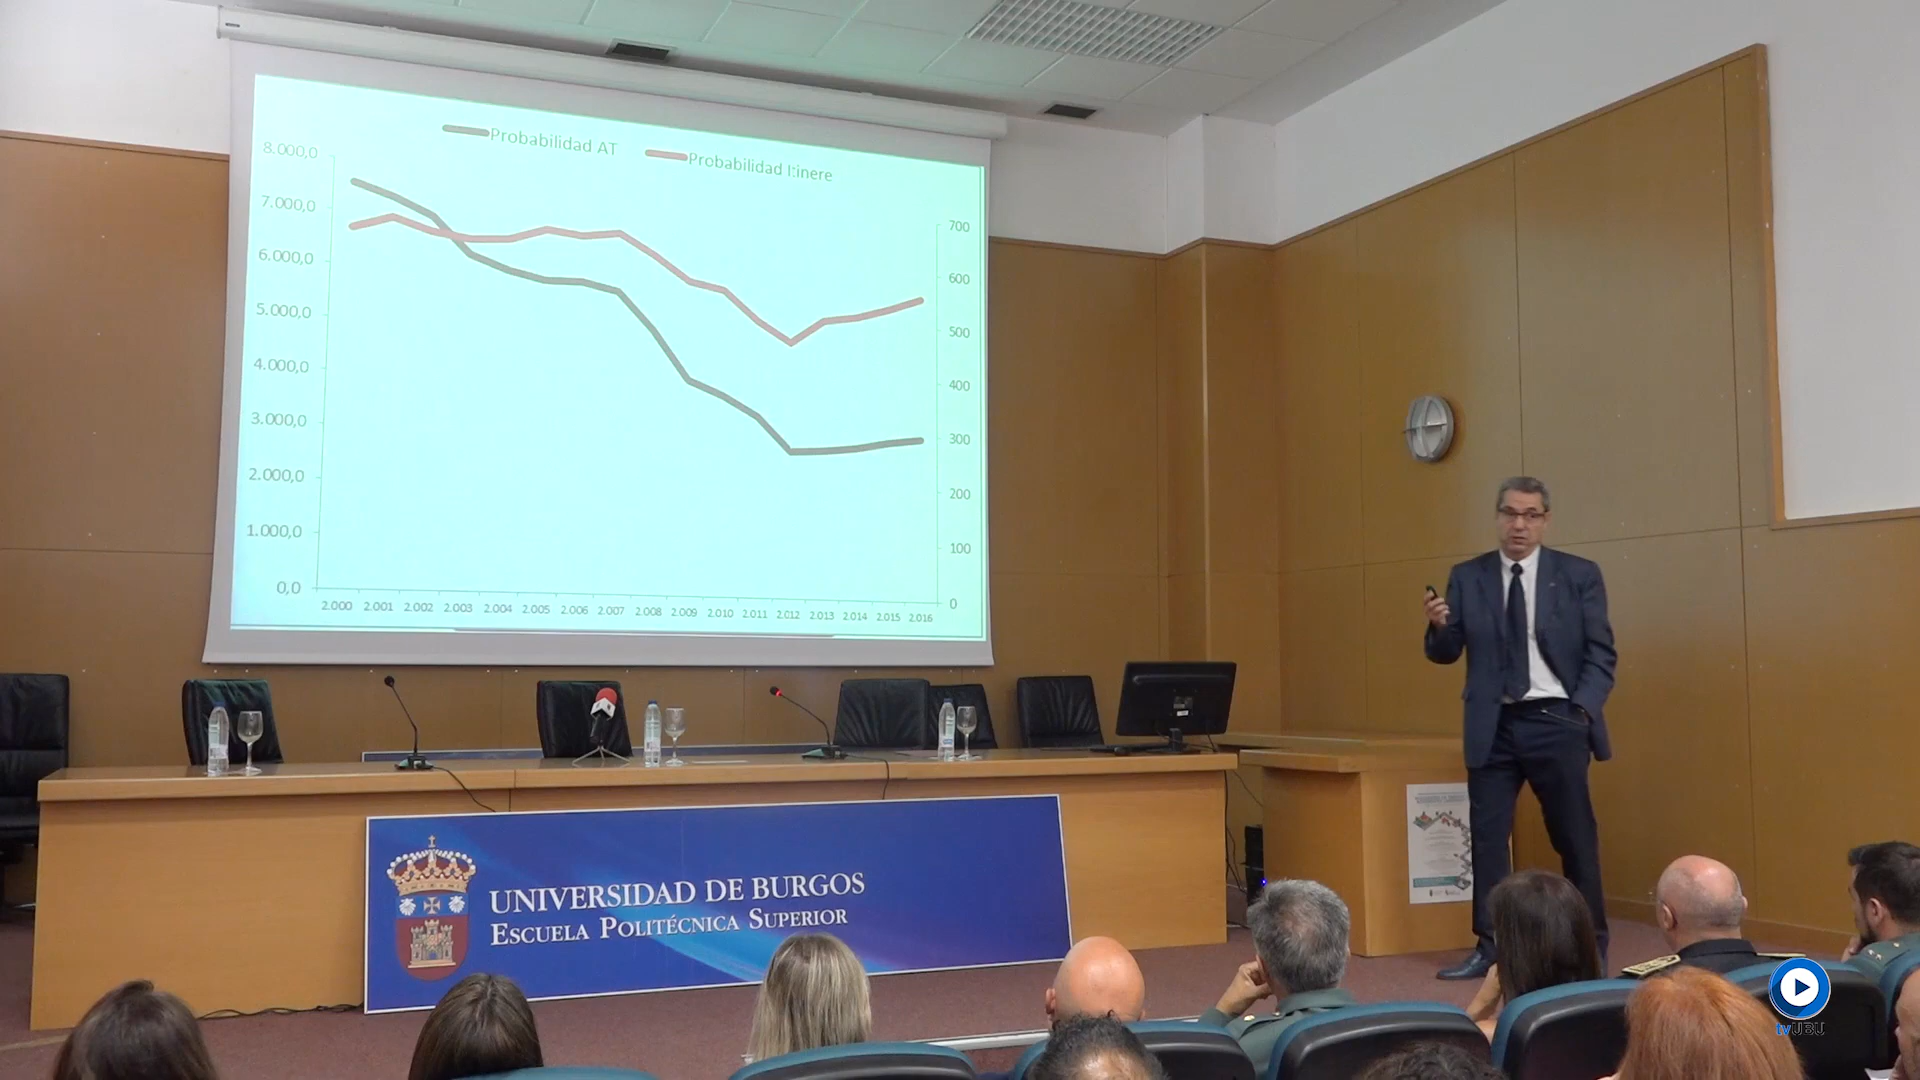 Probabilidad AT
Probabilidad Itinere
8.000,0
7.000,0
6.000,0
5.000,0
4.000,0
3.000,0
2.000,0
1.000,0
0,0
700
600
500
400
300
200
100
0
2.000 2.001 2.002 2.003 2.004 2.005 2.006 2.007 2.008 2.009 2.010 2.011 2.012 2.013 2.014 2.015 2.016
UNIVERSIDAD DE BURGOS
ESCUELA POLITÉCNICA SUPERIOR
tvUBU